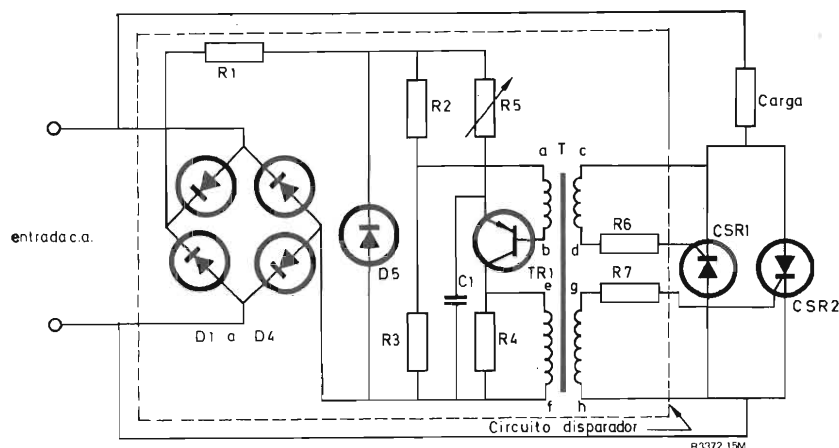 R1
R2
R5
Carga
a T c
entrada c.a.
b
d
R6
CSR1
D5
C1
TR1
e
g
R7
CSR2
D1 a D4
R3
R4
f
h
Circuito disparador
B3372 15M